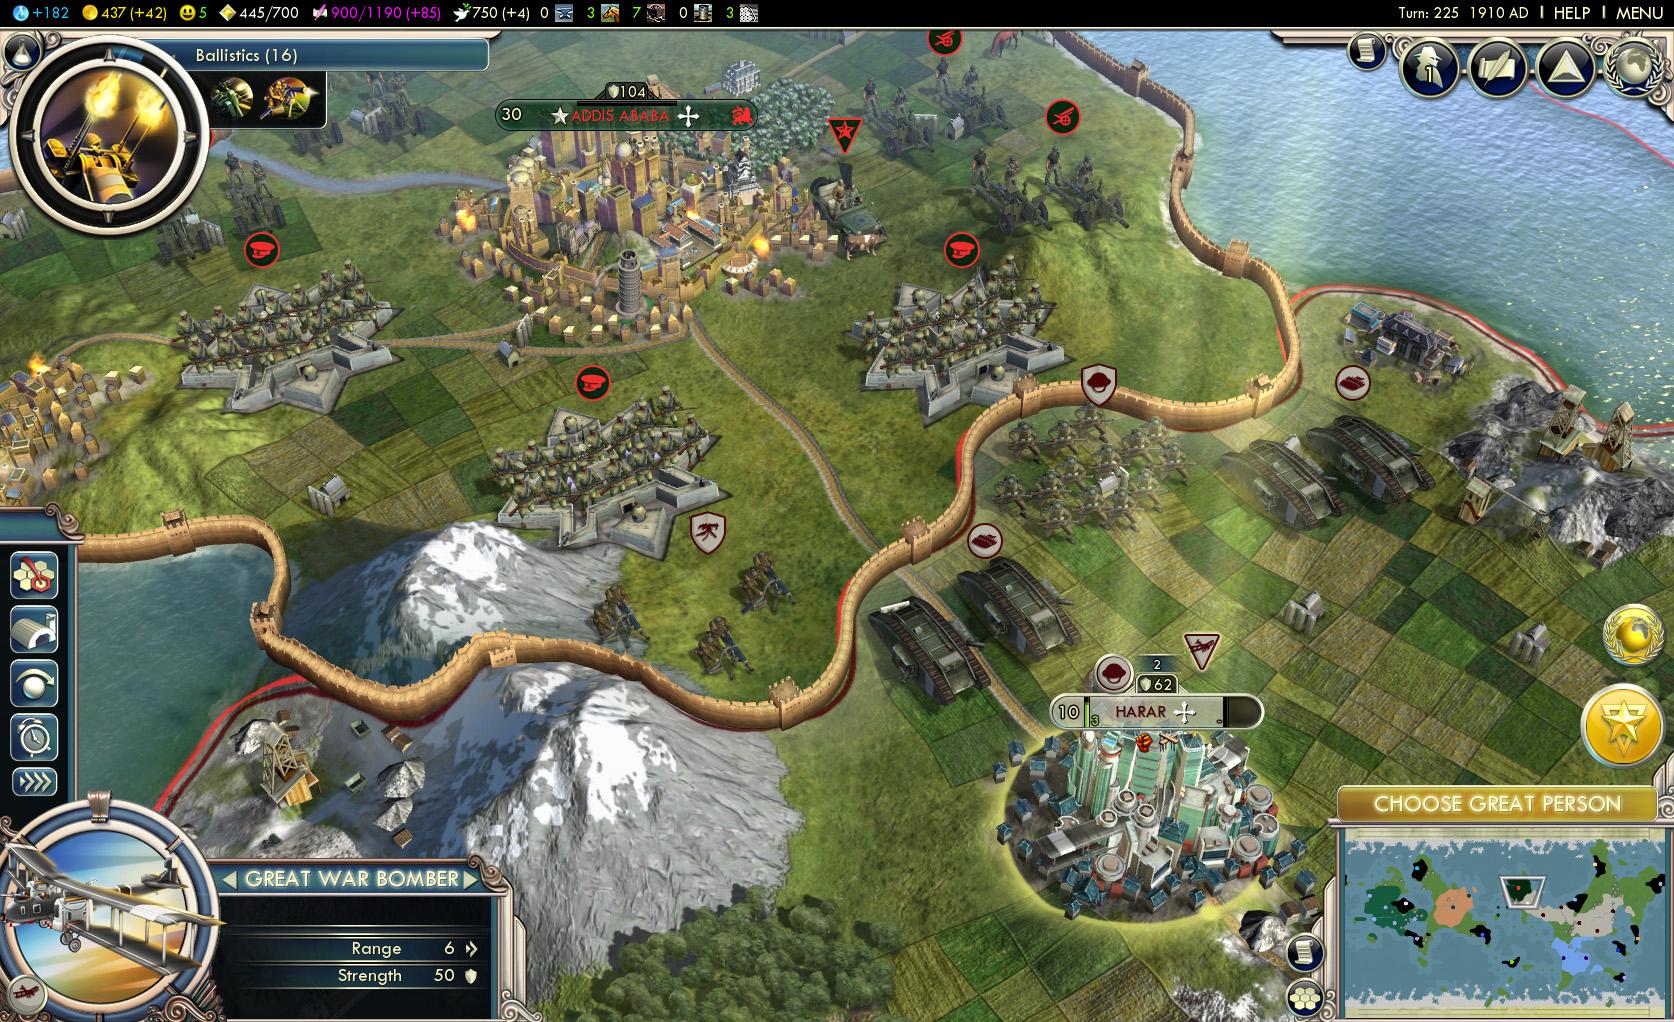 +182 437 (+42) 5 445/700 900/1190 (+85) 750 (+4) 0 3 7 0 3 Turn: 225 1910 AD | HELP | MENU
Ballistics (16)
1
104
30 ADDIS ABABA
2
62
10 3 HARAR
CHOOSE GREAT PERSON
GREAT WAR BOMBER
Range 6
Strength 50